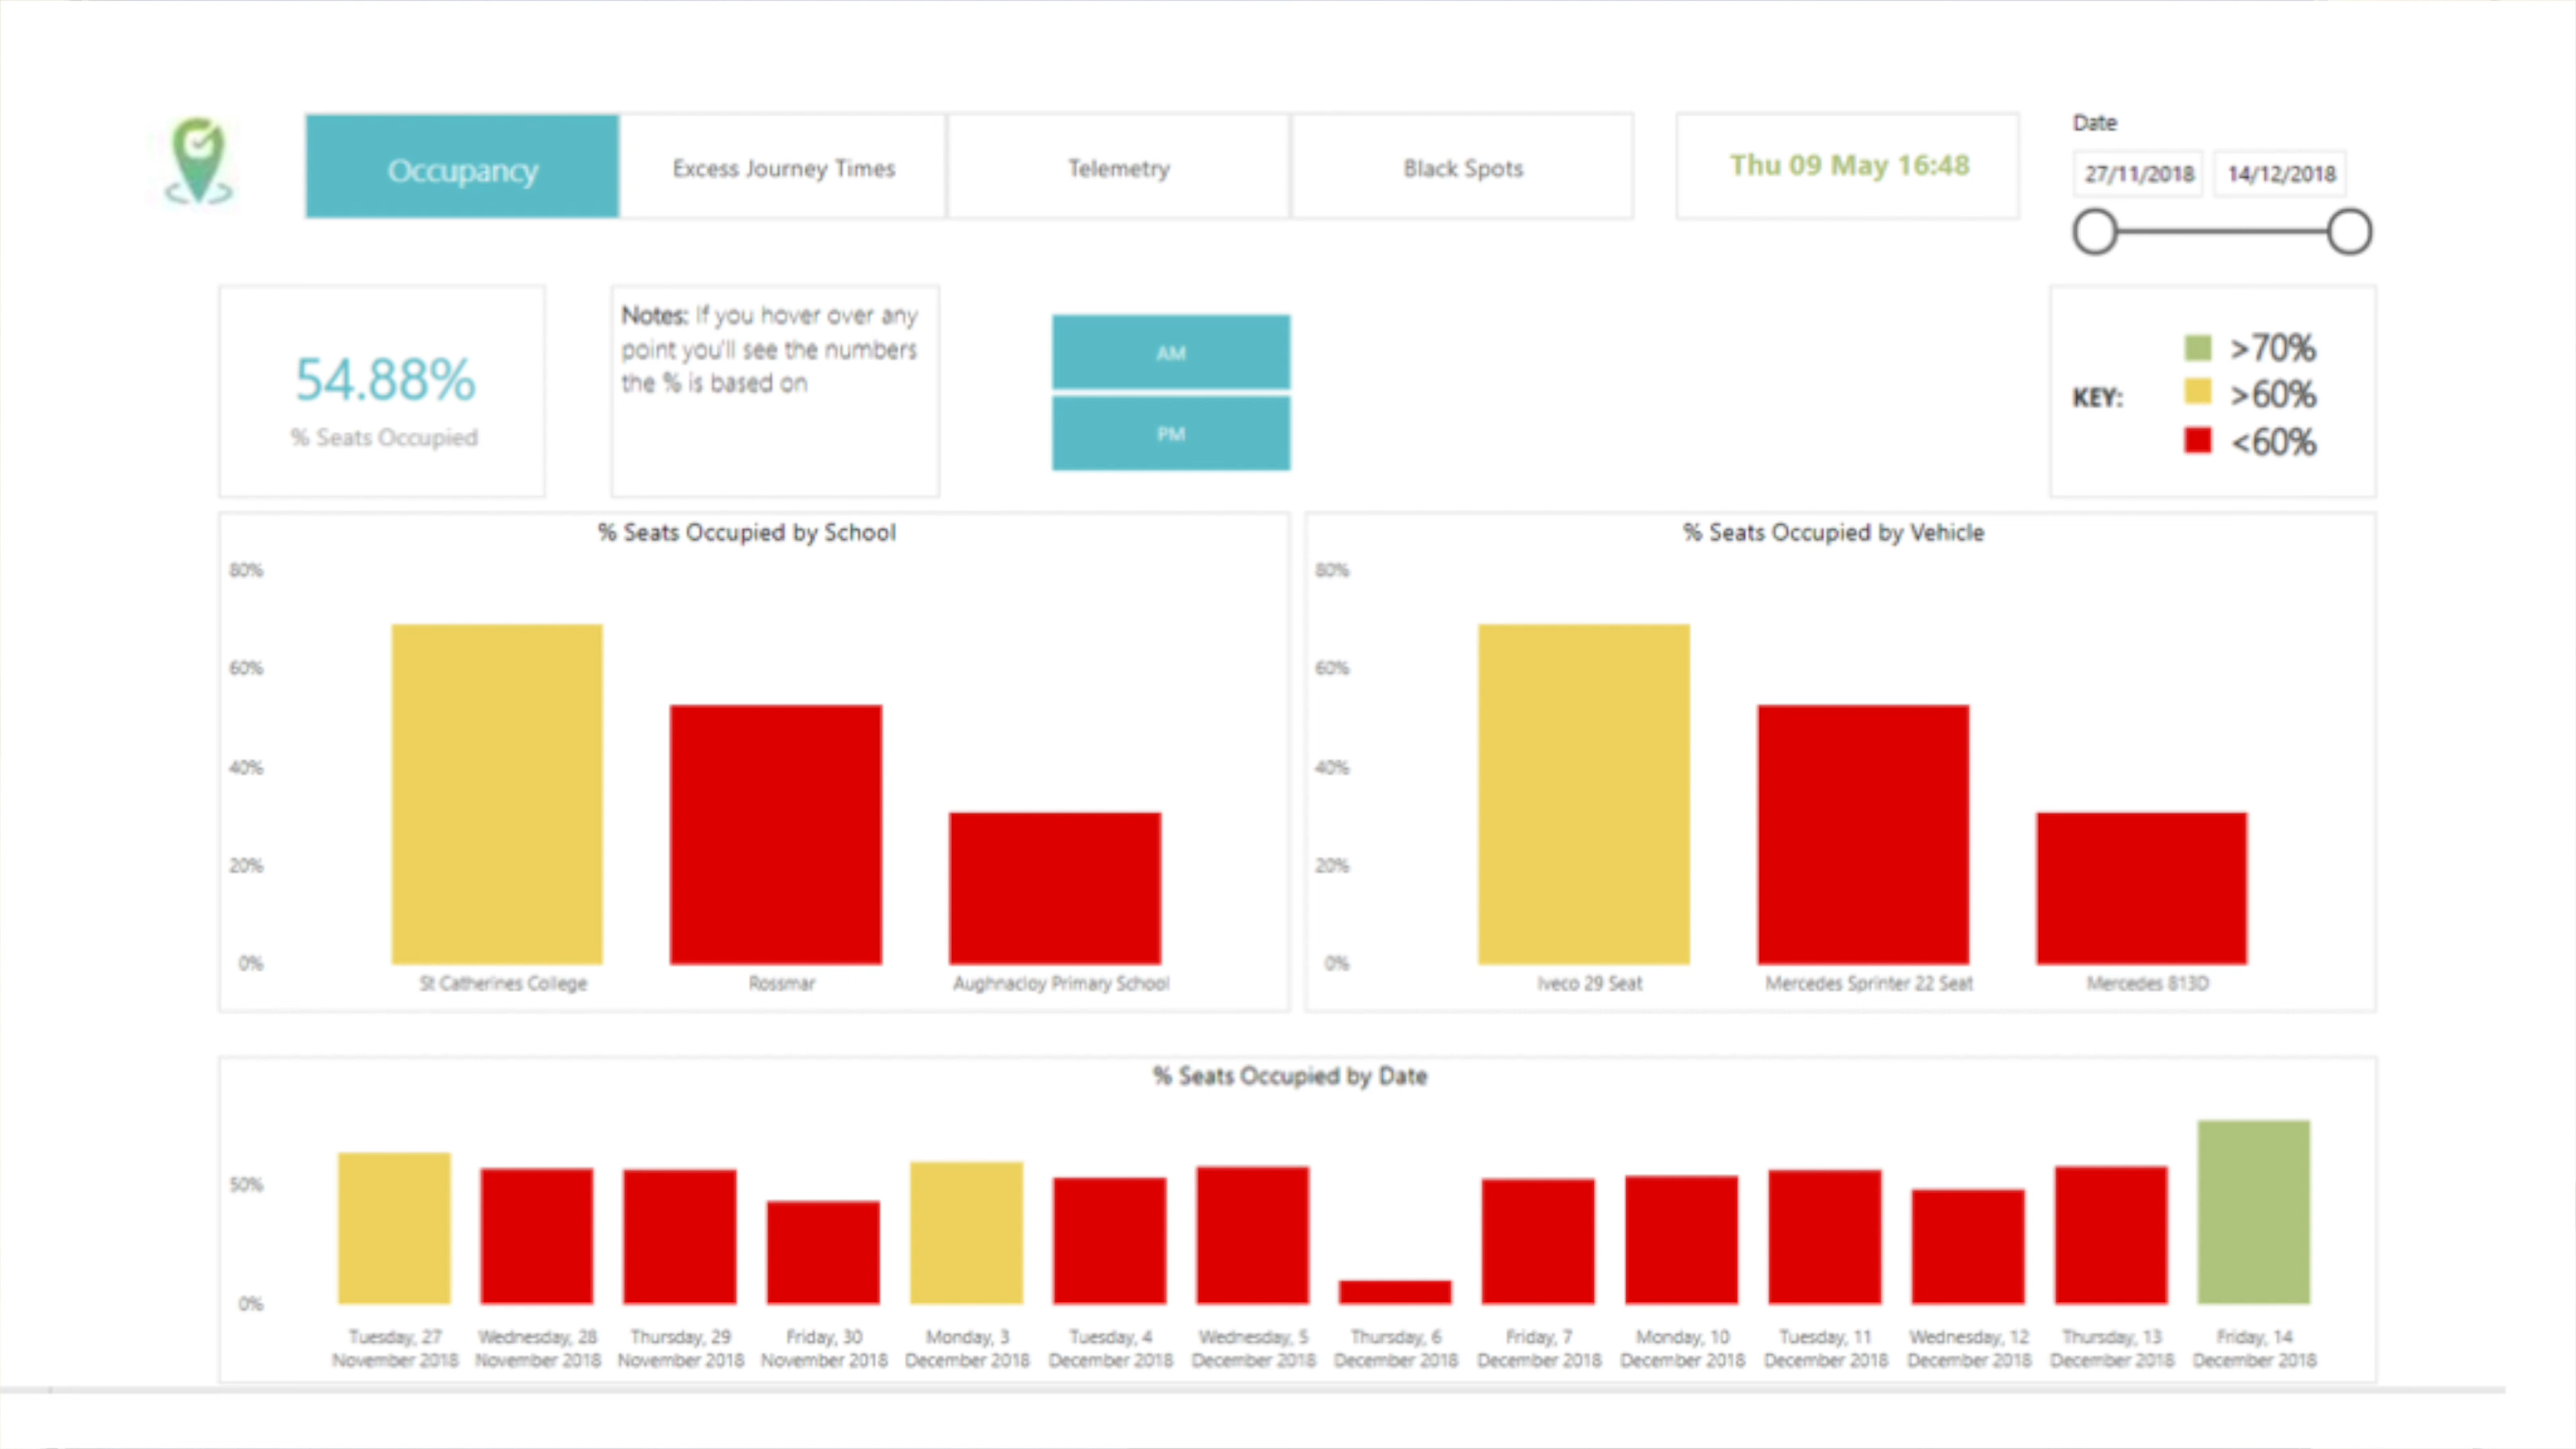 Occupancy
Excess Journey Times
Telemetry
Black Spots
Thu 09 May 16:48
Date
27/11/2018
14/12/2018
54.88%
% Seats Occupied
Notes: If you hover over any
point you'll see the numbers
the % is based on
AM
PM
KEY:
>70%
>60%
<60%
% Seats Occupied by School
80%
60%
40%
20%
0%
St Catherines College
Rossmar
Aughnacloy Primary School
% Seats Occupied by Vehicle
80%
60%
40%
20%
0%
Iveco 29 Seat
Mercedes Sprinter 22 Seat
Mercedes 813D
% Seats Occupied by Date
50%
0%
Tuesday, 27
November 2018
Wednesday, 28
November 2018
Thursday, 29
November 2018
Friday, 30
November 2018
Monday, 3
December 2018
Tuesday, 4
December 2018
Wednesday, 5
December 2018
Thursday, 6
December 2018
Friday, 7
December 2018
Monday, 10
December 2018
Tuesday, 11
December 2018
Wednesday, 12
December 2018
Thursday, 13
December 2018
Friday, 14
December 2018